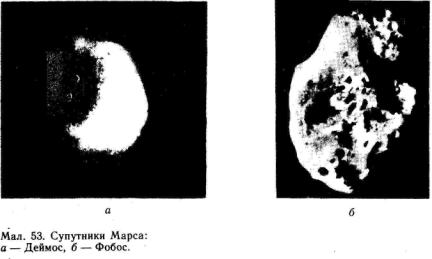 а
б
Мал. 53. Супутники Марса:
а — Деймос, б — Фобос.